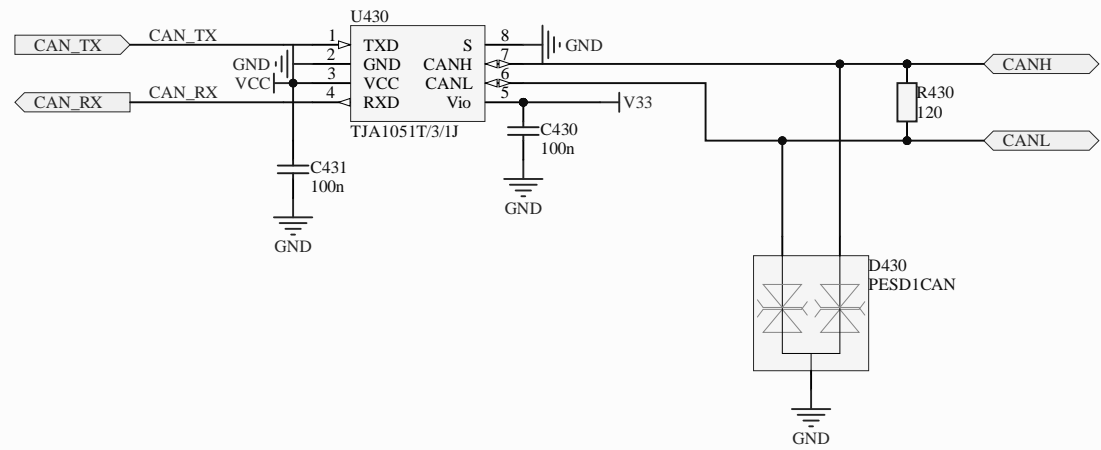 U430
CAN_TX CAN_TX 1 TXD S 8 GND
GND 2 GND CANH 7 CANH
VCC 3 VCC CANL 6
CAN_RX CAN_RX 4 RXD Vio 5 V33
R430
120
TJA1051T/3/1J
C430
100n
CANL
C431
100n
GND
GND
D430
PESD1CAN
GND